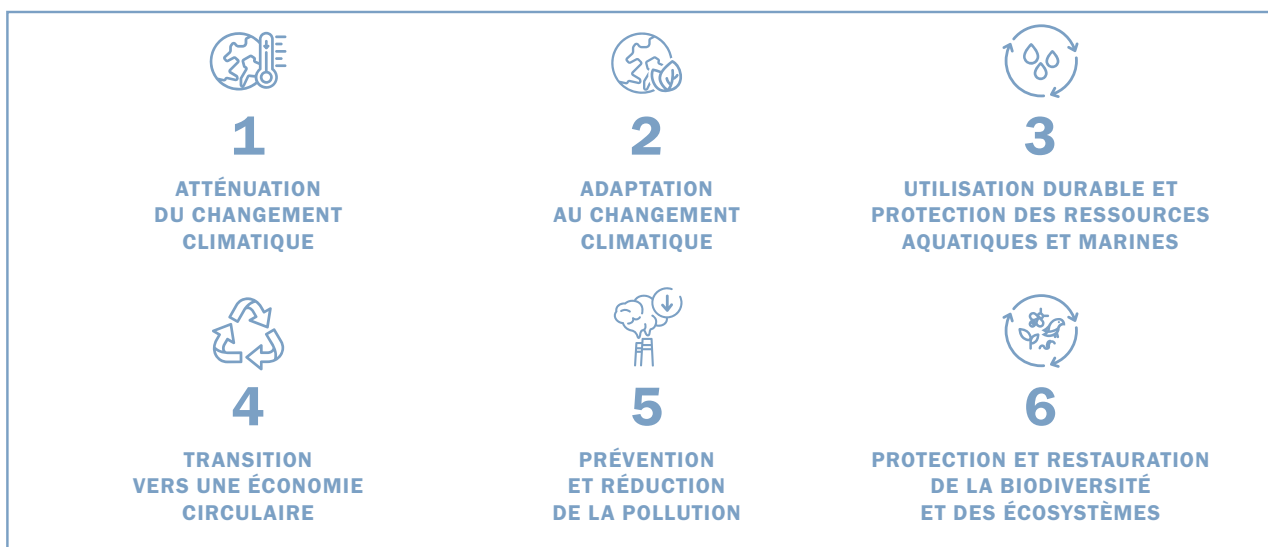 1
ATTÉNUATION
DU CHANGEMENT
CLIMATIQUE
2
ADAPTATION
AU CHANGEMENT
CLIMATIQUE
3
UTILISATION DURABLE ET
PROTECTION DES RESSOURCES
AQUATIQUES ET MARINES
4
TRANSITION
VERS UNE ÉCONOMIE
CIRCULAIRE
5
PRÉVENTION
ET RÉDUCTION
DE LA POLLUTION
6
PROTECTION ET RESTAURATION
DE LA BIODIVERSITÉ
ET DES ÉCOSYSTÈMES